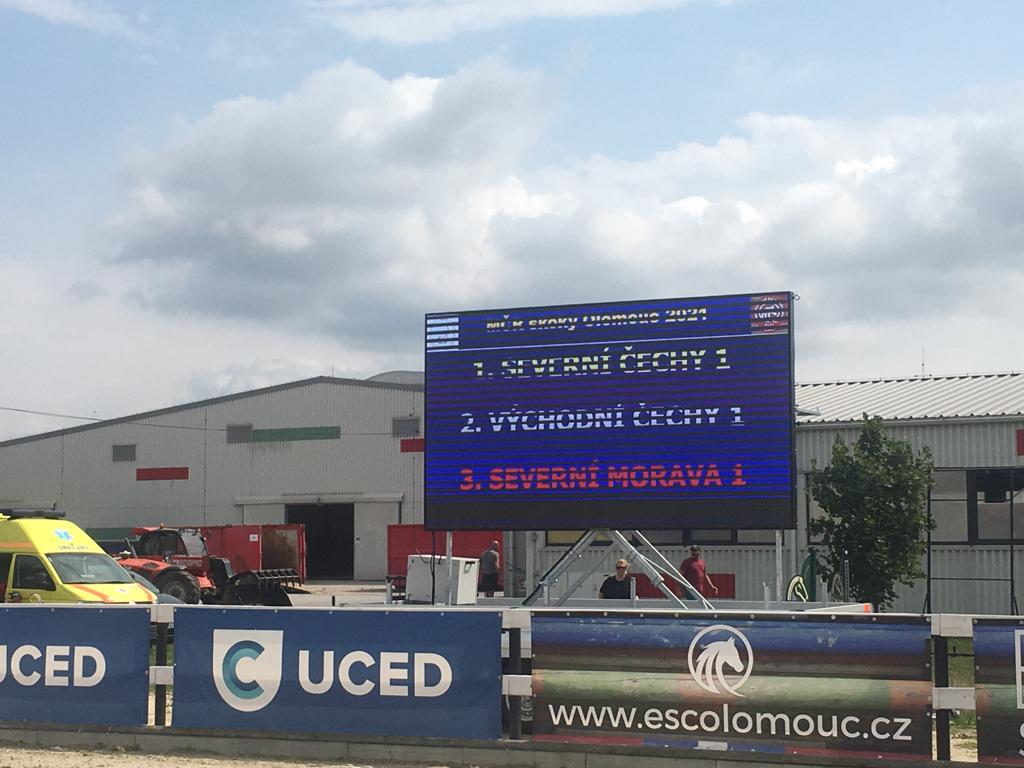 MČR skoky Olomouc 2021
1. SEVERNÍ ČECHY 1
2. VÝCHODNÍ ČECHY 1
3. SEVERNÍ MORAVA 1
UCED
UCED
www.escolomouc.cz